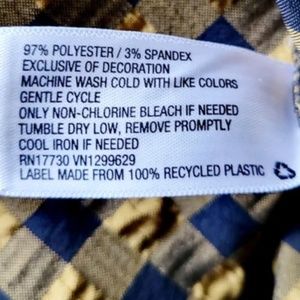 97% POLYESTER / 3% SPANDEX
EXCLUSIVE OF DECORATION
MACHINE WASH COLD WITH LIKE COLORS
GENTLE CYCLE
ONLY NON-CHLORINE BLEACH IF NEEDED
TUMBLE DRY LOW, REMOVE PROMPTLY
COOL IRON IF NEEDED
RN17730 VN1299629
LABEL MADE FROM 100% RECYCLED PLASTIC